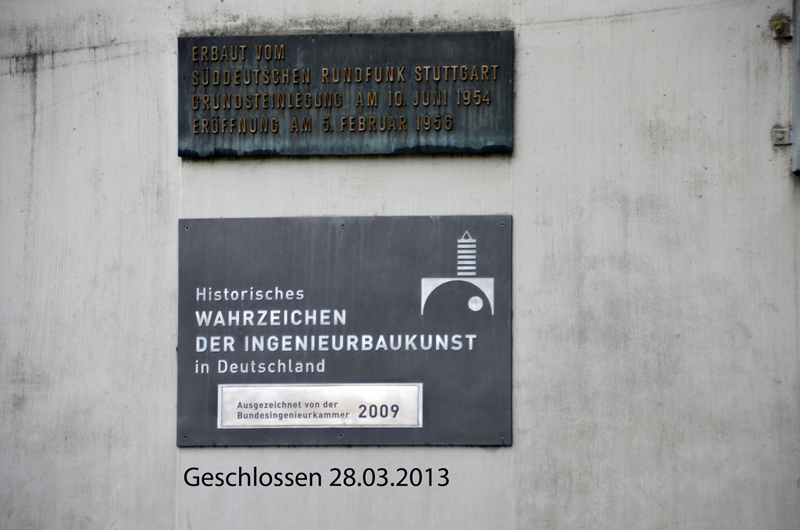 ERBAUT VOM
SÜDDEUTSCHEN RUNDFUNK STUTTGART
GRUNDSTEINLEGUNG AM 10. JUNI 1954
ERÖFFNUNG AM 5. FEBRUAR 1956
Historisches
WAHRZEICHEN
DER INGENIEURBAUKUNST
in Deutschland
Ausgezeichnet von der
Bundesingenieurkammer 2009
Geschlossen 28.03.2013